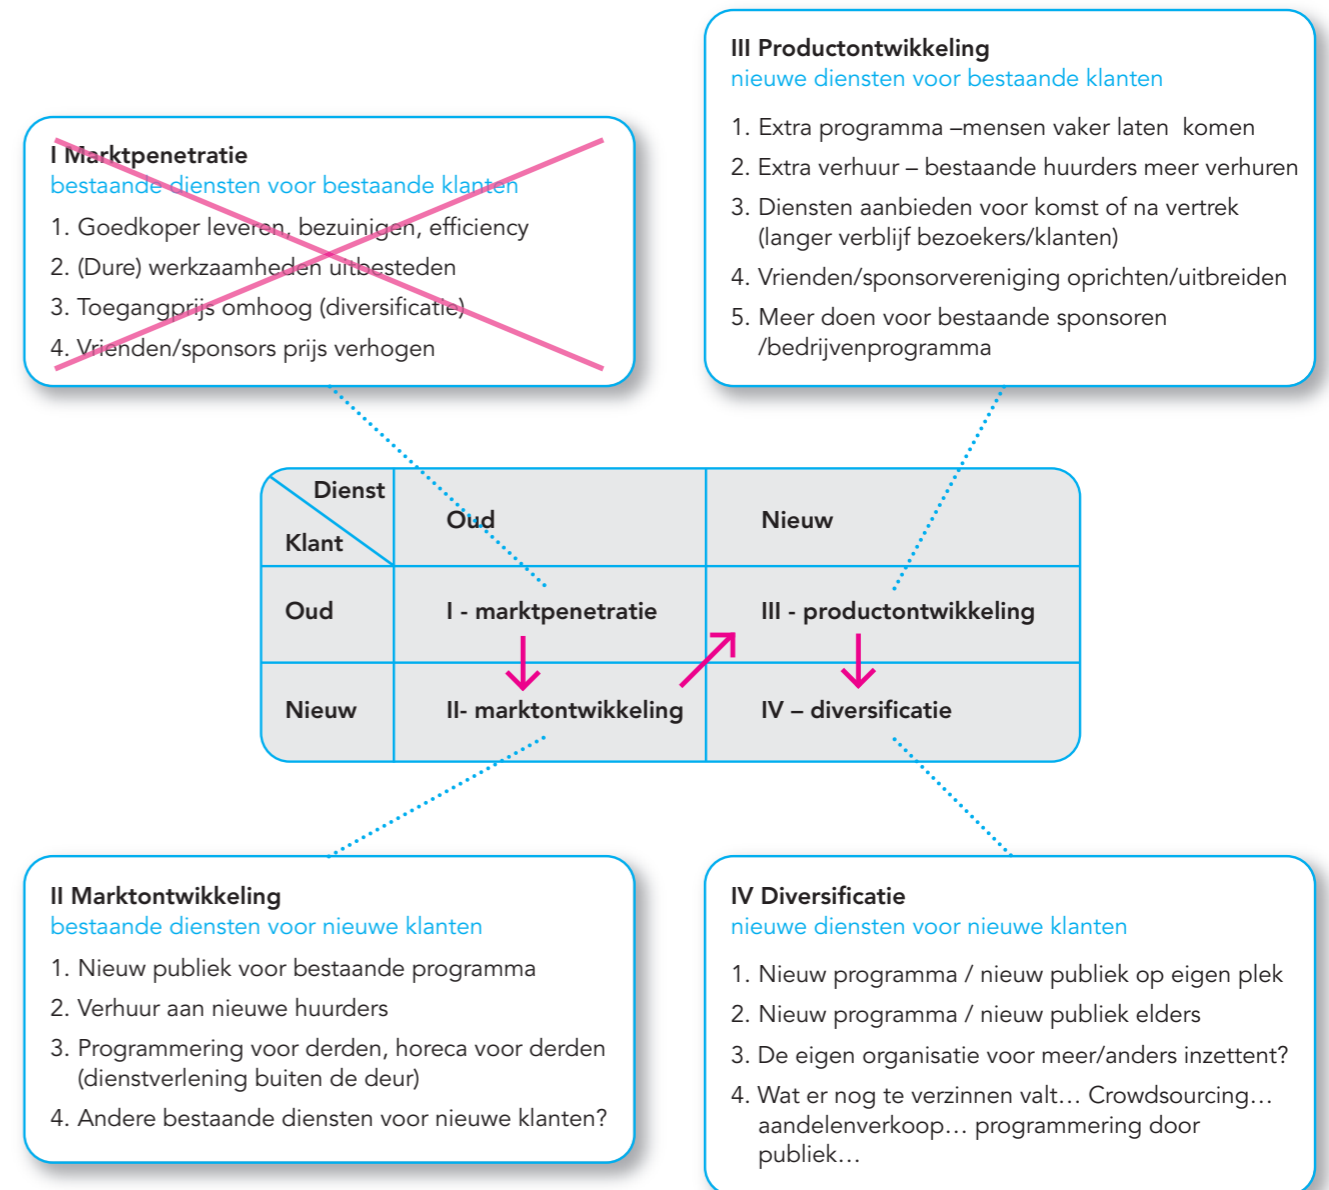 I Marktpenetratie
bestaande diensten voor bestaande klanten
1. Goedkoper leveren, bezuinigen, efficiency
2. (Dure) werkzaamheden uitbesteden
3. Toegangprijs omhoog (diversificatie)
4. Vrienden/sponsors prijs verhogen
III Productontwikkeling
nieuwe diensten voor bestaande klanten
1. Extra programma –mensen vaker laten komen
2. Extra verhuur – bestaande huurders meer verhuren
3. Diensten aanbieden voor komst of na vertrek
(langer verblijf bezoekers/klanten)
4. Vrienden/sponsorvereniging oprichten/uitbreiden
5. Meer doen voor bestaande sponsoren
/bedrijvenprogramma
Dienst
Klant
Oud
Nieuw
Oud
I - marktpenetratie
III - productontwikkeling
Nieuw
II- marktontwikkeling
IV – diversificatie
II Marktontwikkeling
bestaande diensten voor nieuwe klanten
1. Nieuw publiek voor bestaande programma
2. Verhuur aan nieuwe huurders
3. Programmering voor derden, horeca voor derden
(dienstverlening buiten de deur)
4. Andere bestaande diensten voor nieuwe klanten?
IV Diversificatie
nieuwe diensten voor nieuwe klanten
1. Nieuw programma / nieuw publiek op eigen plek
2. Nieuw programma / nieuw publiek elders
3. De eigen organisatie voor meer/anders inzettent?
4. Wat er nog te verzinnen valt… Crowdsourcing…
aandelenverkoop… programmering door
publiek…